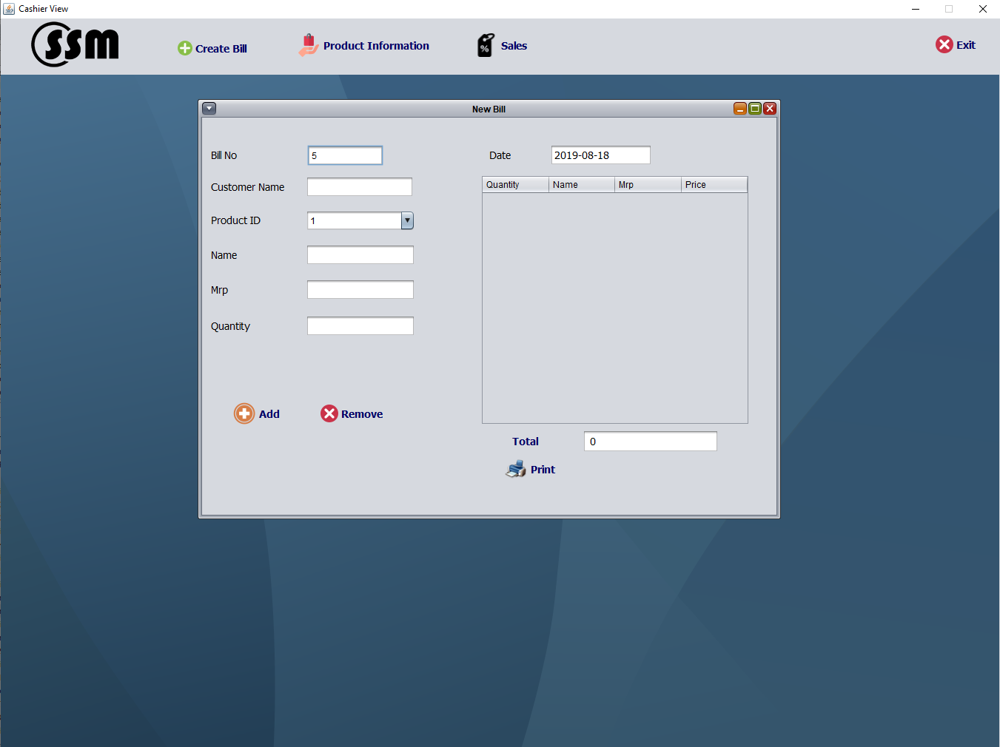 Cashier View
SSM
Create Bill
Product Information
%
Sales
Exit
New Bill
Bill No
5
Date
2019-08-18
Customer Name
Quantity Name Mrp Price
Product ID
1
Name
Mrp
Quantity
Add
Remove
Total
0
Print